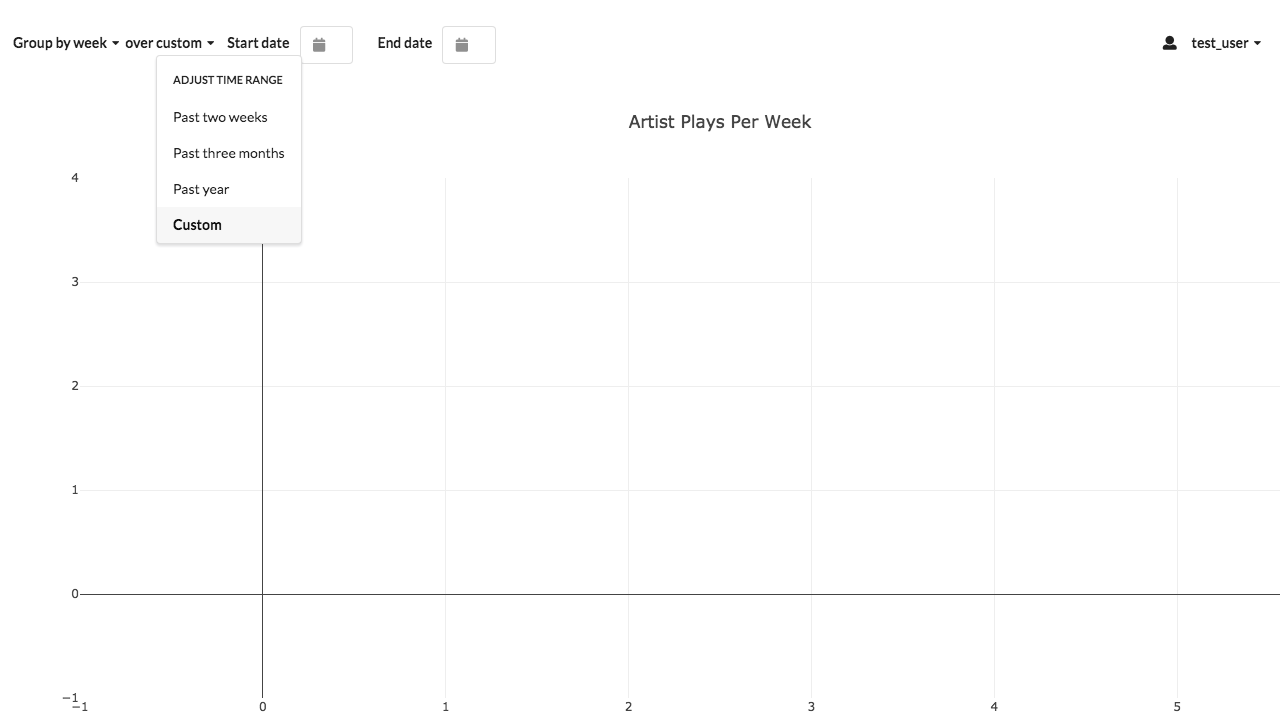 Group by week over custom Start date End date test_user
ADJUST TIME RANGE
Past two weeks
Past three months
Past year
Custom
Artist Plays Per Week
4
3
2
1
0
−1
−1 0 1 2 3 4 5